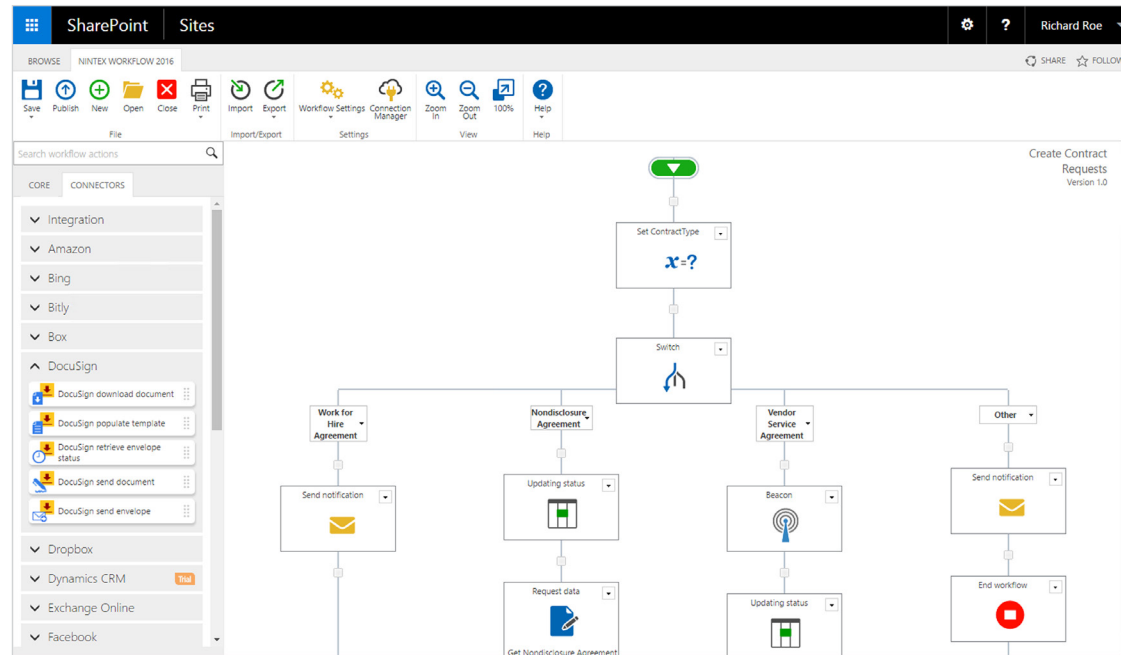 SharePoint Sites ? Richard Roe
BROWSE NINTEX WORKFLOW 2016 SHARE FOLLOW
Save Publish New Open Close Print Import Export Workflow Settings Connection Zoom Zoom 100% Help
Manager In Out
File Import/Export Settings View Help
Search workflow actions
CORE CONNECTORS
Integration
Amazon
Bing
Bitly
Box
DocuSign
DocuSign download document
DocuSign populate template
DocuSign retrieve envelope
status
DocuSign send document
DocuSign send envelope
Dropbox
Dynamics CRM Trial
Exchange Online
Facebook
Create Contract
Requests
Version 1.0
Set ContractType
x=?
Switch
Work for
Hire
Agreement
Nondisclosure
Agreement
Vendor
Service
Agreement
Other
Send notification
Updating status
Beacon
Send notification
Request data
Get Nondisclosure Agreement
Updating status
End workflow